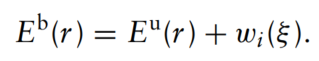 E^b(r) = E^u(r) + w_i(ξ).